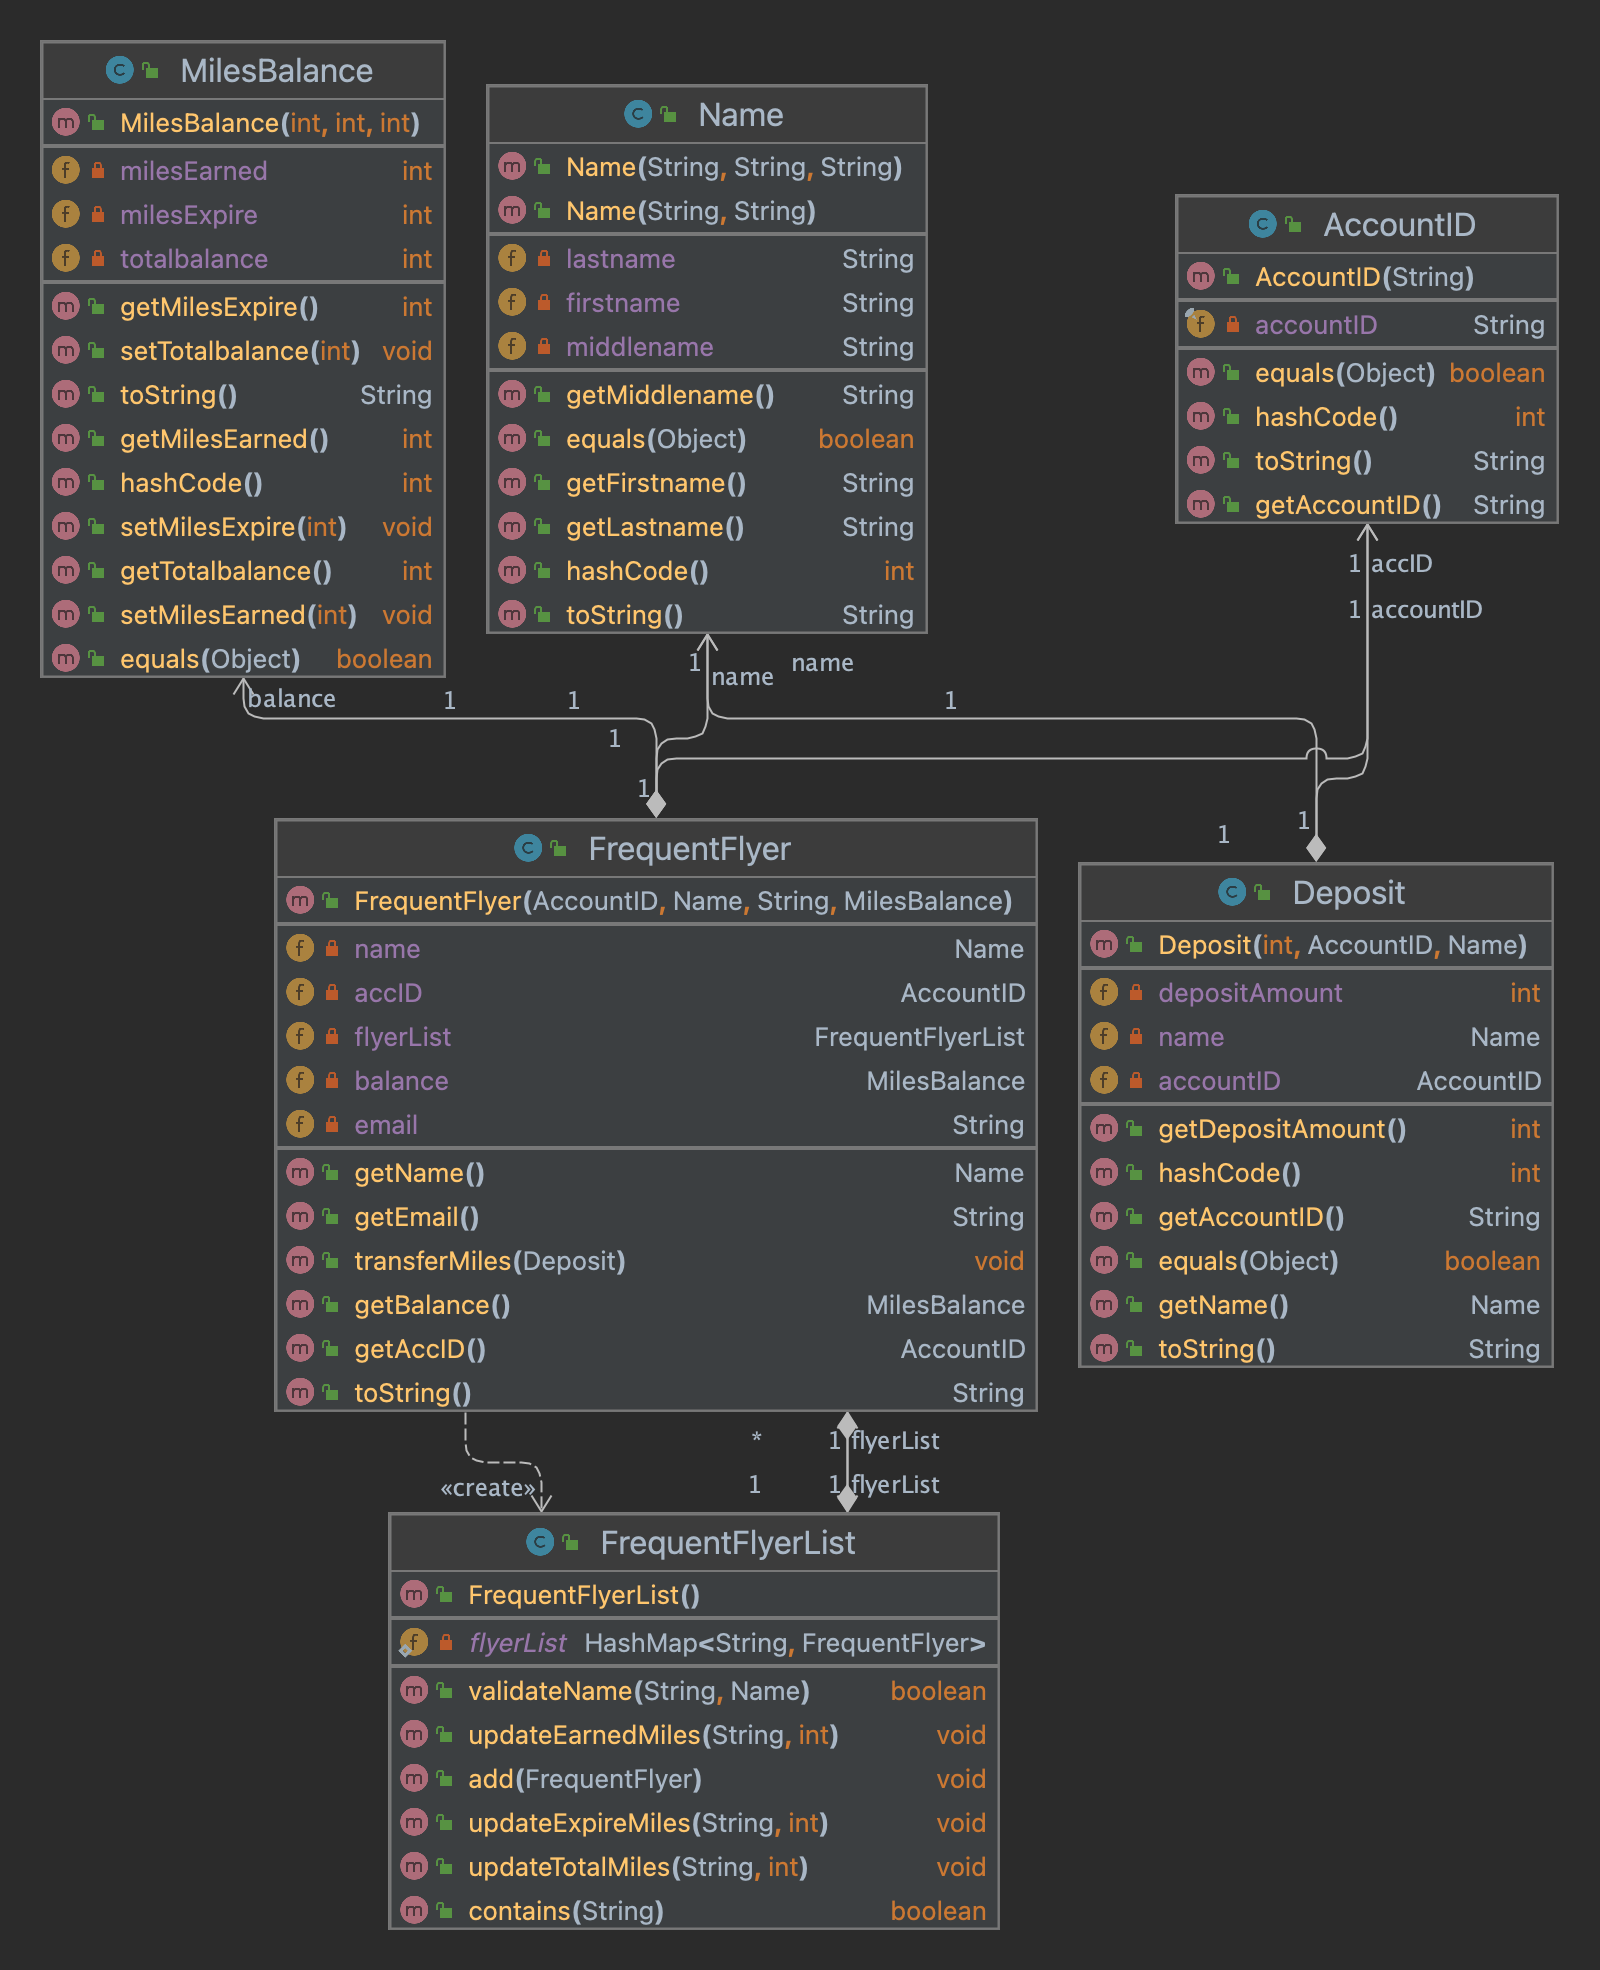 MilesBalance
MilesBalance(int, int, int)
milesEarned int
milesExpire int
totalbalance int
getMilesExpire() int
setTotalbalance(int) void
toString() String
getMilesEarned() int
hashCode() int
setMilesExpire(int) void
getTotalbalance() int
setMilesEarned(int) void
equals(Object) boolean
Name
Name(String, String, String)
Name(String, String)
lastname String
firstname String
middlename String
getMiddlename() String
equals(Object) boolean
getFirstname() String
getLastname() String
hashCode() int
toString() String
AccountID
AccountID(String)
accountID String
equals(Object) boolean
hashCode() int
toString() String
getAccountID() String
1 accID
1 accountID
1 name name
balance 1 1 1
1
1
1 1
FrequentFlyer
FrequentFlyer(AccountID, Name, String, MilesBalance)
name Name
accID AccountID
flyerList FrequentFlyerList
balance MilesBalance
email String
getName() Name
getEmail() String
transferMiles(Deposit) void
getBalance() MilesBalance
getAccID() AccountID
toString() String
Deposit
Deposit(int, AccountID, Name)
depositAmount int
name Name
accountID AccountID
getDepositAmount() int
hashCode() int
getAccountID() String
equals(Object) boolean
getName() Name
toString() String
* 1 flyerList
«create» 1 1 flyerList
FrequentFlyerList
FrequentFlyerList()
flyerList HashMap<String, FrequentFlyer>
validateName(String, Name) boolean
updateEarnedMiles(String, int) void
add(FrequentFlyer) void
updateExpireMiles(String, int) void
updateTotalMiles(String, int) void
contains(String) boolean